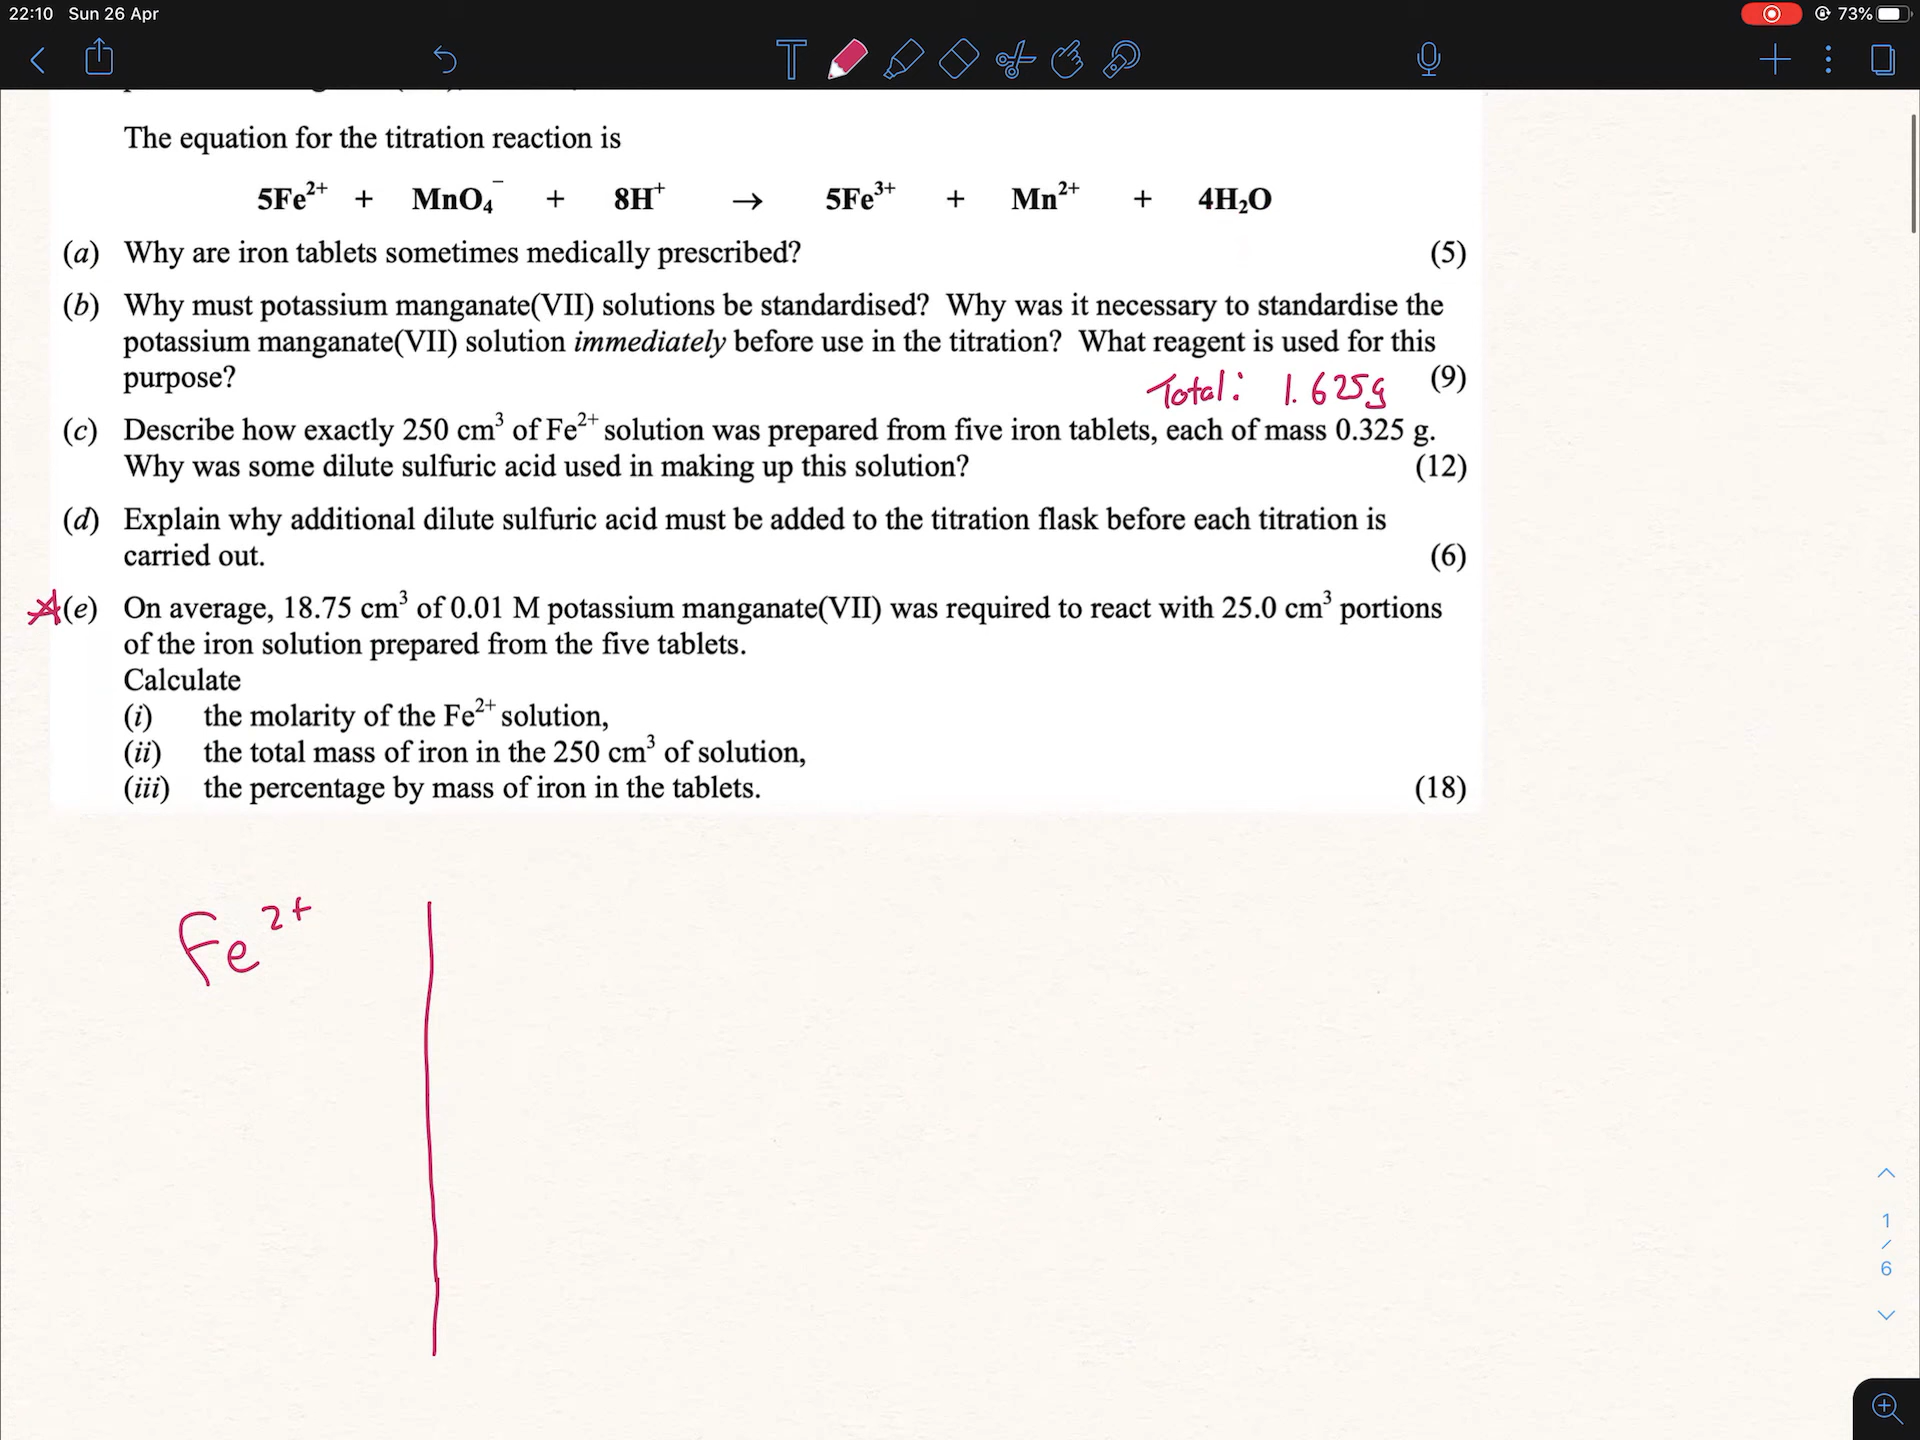 22:10 Sun 26 Apr
73%
The equation for the titration reaction is
5Fe²⁺ + MnO₄⁻ + 8H⁺ → 5Fe³⁺ + Mn²⁺ + 4H₂O
(a) Why are iron tablets sometimes medically prescribed? (5)
(b) Why must potassium manganate(VII) solutions be standardised? Why was it necessary to standardise the
potassium manganate(VII) solution immediately before use in the titration? What reagent is used for this
purpose? (9)
Total: 1.625g
(c) Describe how exactly 250 cm³ of Fe²⁺ solution was prepared from five iron tablets, each of mass 0.325 g.
Why was some dilute sulfuric acid used in making up this solution? (12)
(d) Explain why additional dilute sulfuric acid must be added to the titration flask before each titration is
carried out. (6)
(e) On average, 18.75 cm³ of 0.01 M potassium manganate(VII) was required to react with 25.0 cm³ portions
of the iron solution prepared from the five tablets.
Calculate
(i) the molarity of the Fe²⁺ solution,
(ii) the total mass of iron in the 250 cm³ of solution,
(iii) the percentage by mass of iron in the tablets. (18)
Fe²⁺
1
/
6